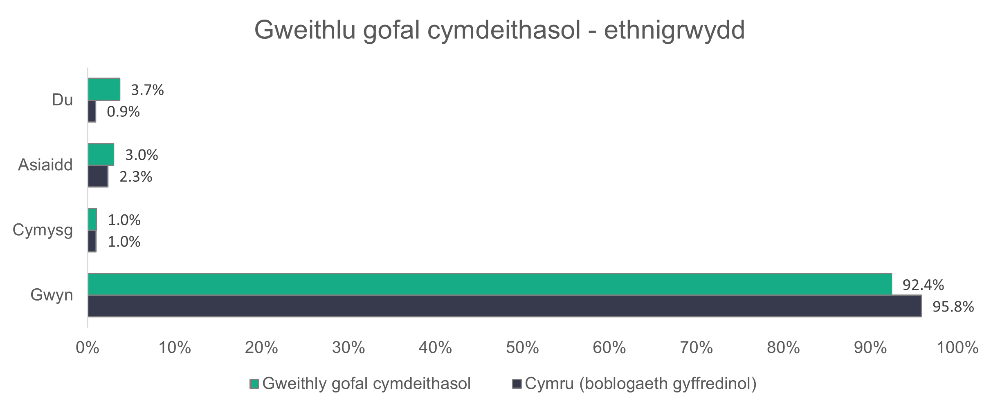 Gweithlu gofal cymdeithasol - ethnigrwydd
Du
3.7%
0.9%
Asiaidd
3.0%
2.3%
Cymysg
1.0%
1.0%
Gwyn
92.4%
95.8%
0% 10% 20% 30% 40% 50% 60% 70% 80% 90% 100%
Gweithly gofal cymdeithasol Cymru (boblogaeth gyffredinol)